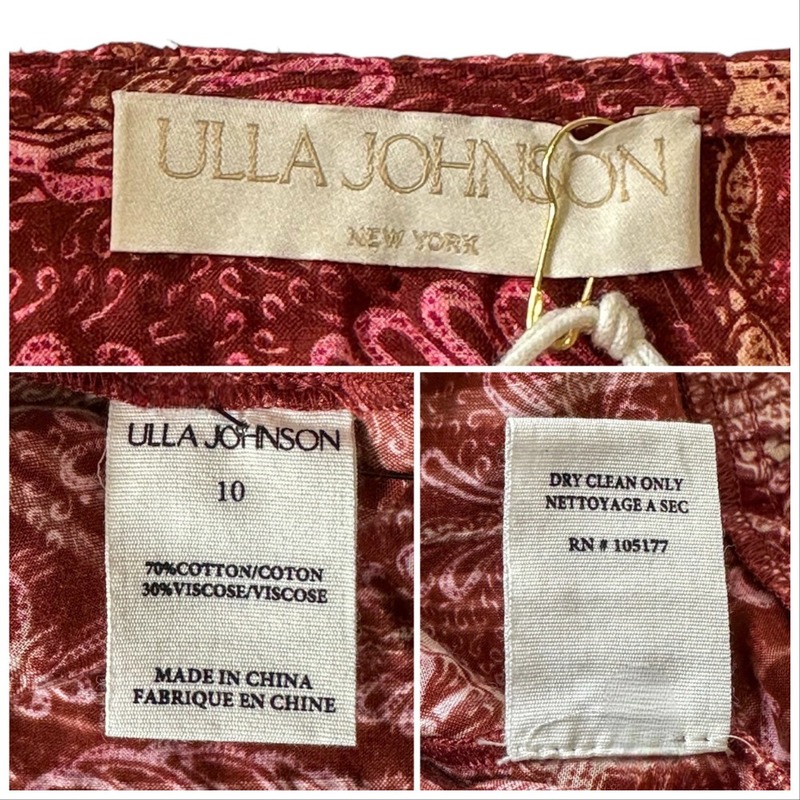 ULLA JOHNSON
NEW YORK
ULLA JOHNSON
10
70%COTTON/COTON
30%VISCOSE/VISCOSE
MADE IN CHINA
FABRIQUE EN CHINE
DRY CLEAN ONLY
NETTOYAGE A SEC
RN # 105177